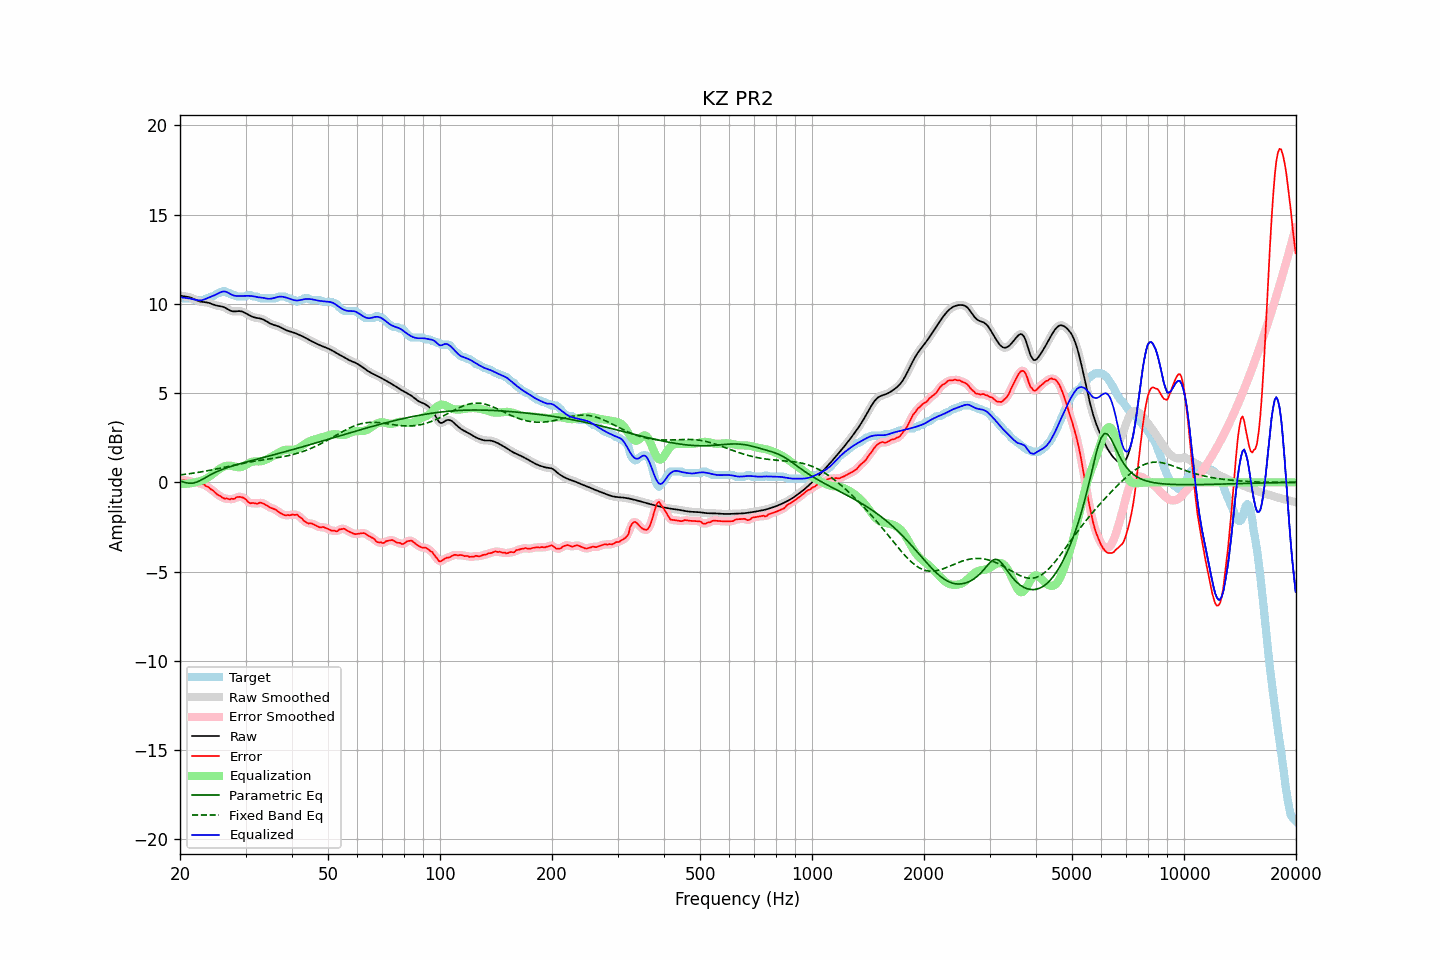 KZ PR2
Amplitude (dBr)
20
15
10
5
0
−5
−10
−15
−20
Target
Raw Smoothed
Error Smoothed
Raw
Error
Equalization
Parametric Eq
Fixed Band Eq
Equalized
20 50 100 200 500 1000 2000 5000 10000 20000
Frequency (Hz)